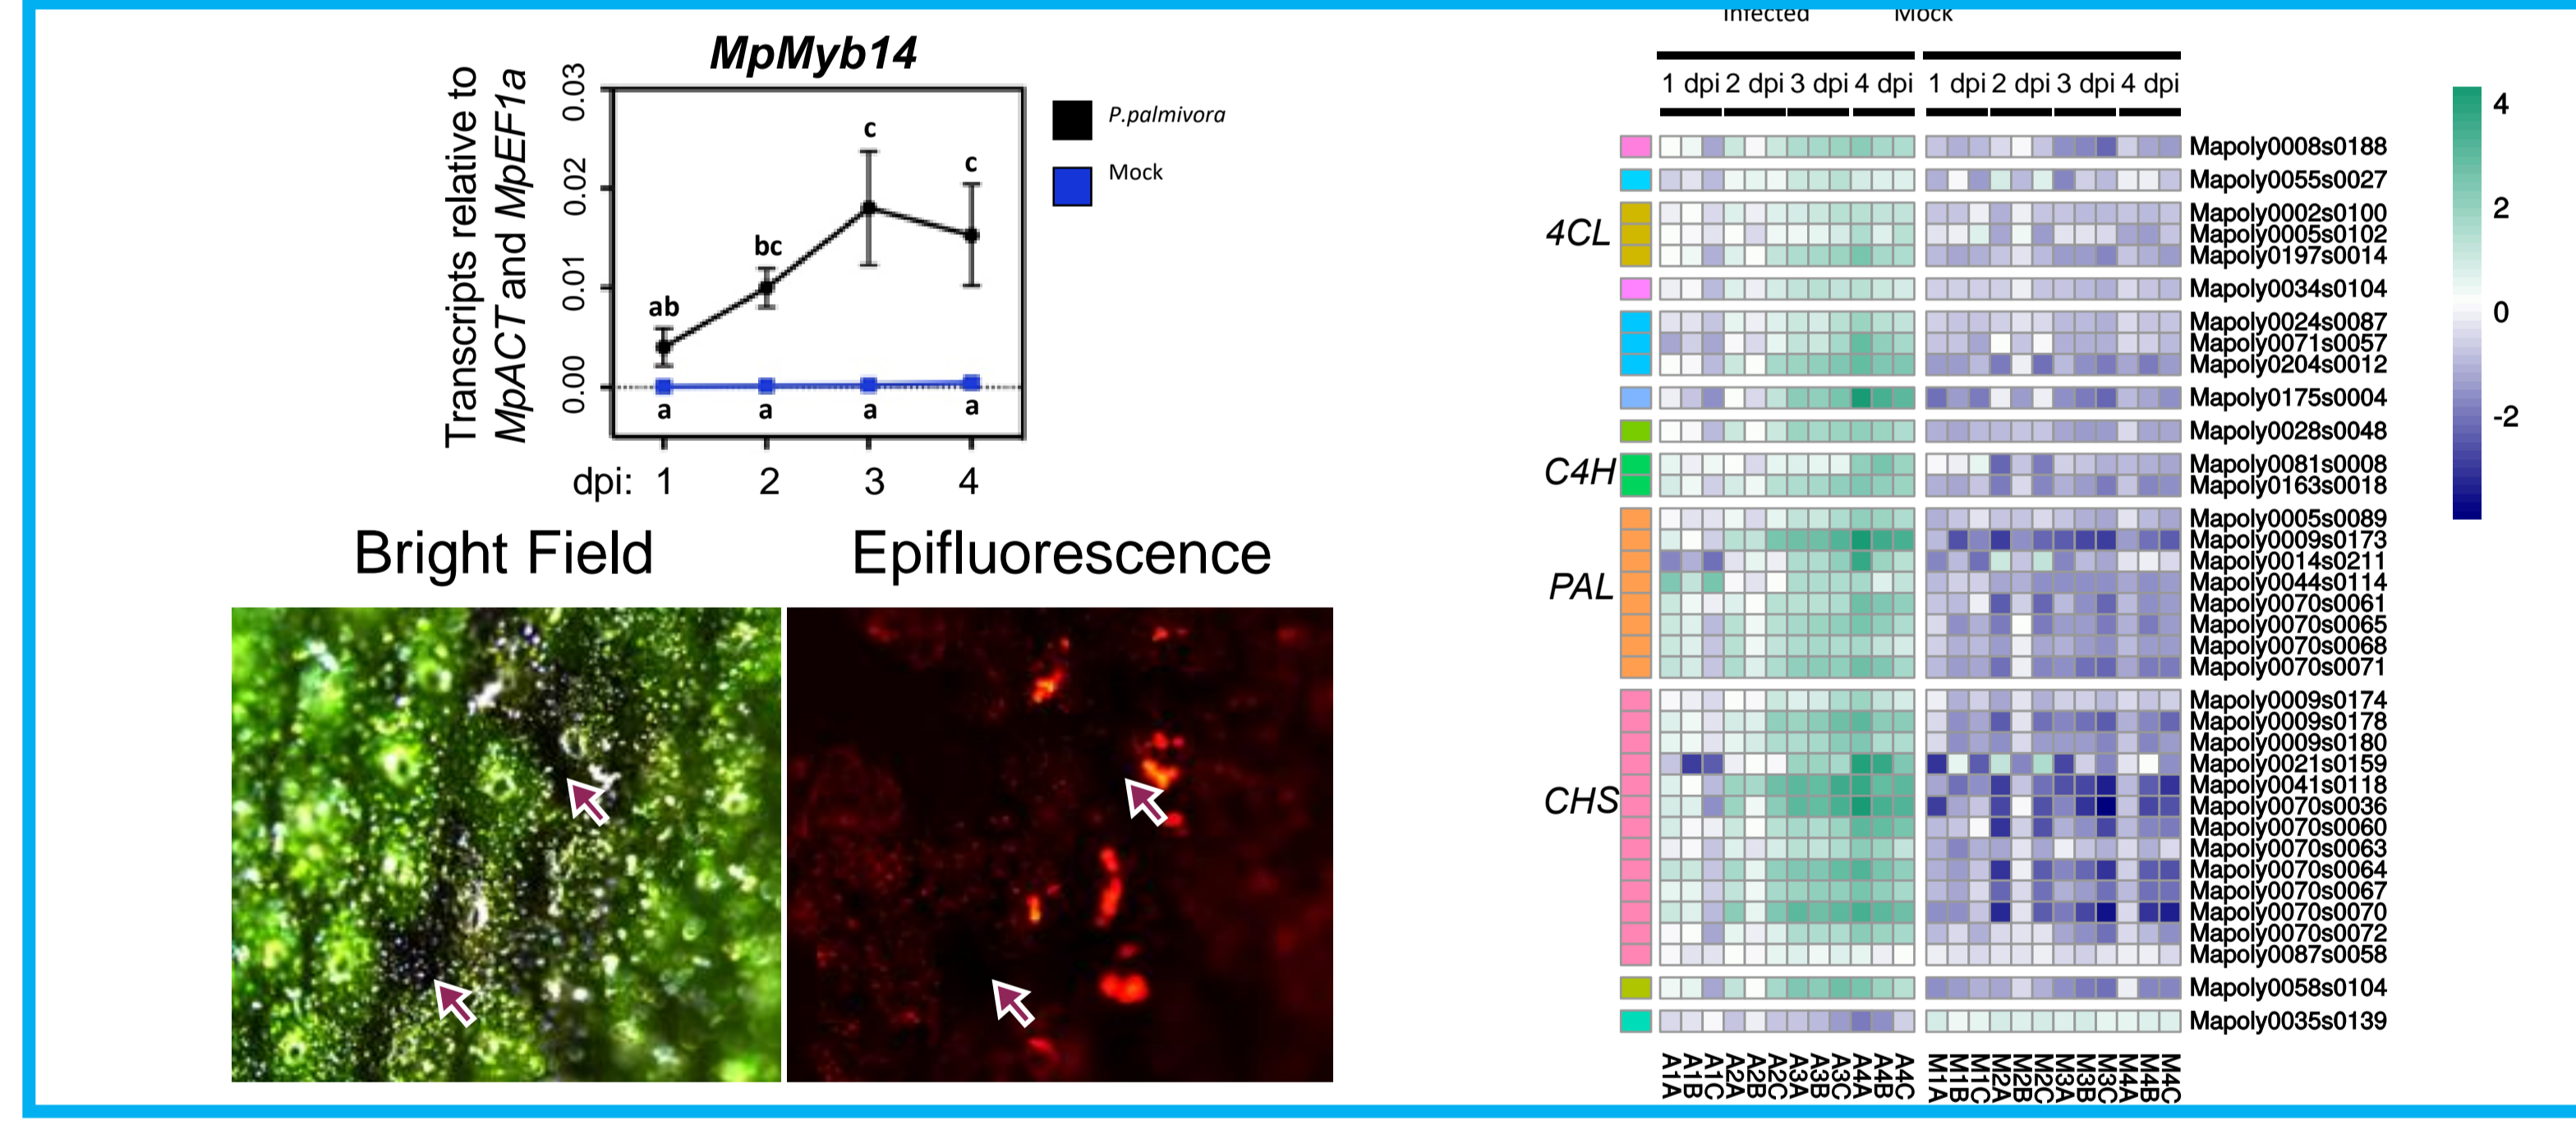 MpMyb14
Transcripts relative to
MpACT and MpEF1a
0.03
0.02
0.01
0.00
ab
bc
c
c
a
a
a
a
dpi: 1 2 3 4
P.palmivora
Mock
Bright Field
Epifluorescence
Infected
Mock
1 dpi 2 dpi 3 dpi 4 dpi
1 dpi 2 dpi 3 dpi 4 dpi
4CL
C4H
PAL
CHS
Mapoly0008s0188
Mapoly0055s0027
Mapoly0002s0100
Mapoly0005s0102
Mapoly0197s0014
Mapoly0034s0104
Mapoly0024s0087
Mapoly0071s0057
Mapoly0204s0012
Mapoly0175s0004
Mapoly0028s0048
Mapoly0081s0008
Mapoly0163s0018
Mapoly0005s0089
Mapoly0009s0173
Mapoly0014s0211
Mapoly0044s0114
Mapoly0070s0061
Mapoly0070s0065
Mapoly0070s0068
Mapoly0070s0071
Mapoly0009s0174
Mapoly0009s0178
Mapoly0009s0180
Mapoly0021s0159
Mapoly0041s0118
Mapoly0070s0036
Mapoly0070s0060
Mapoly0070s0063
Mapoly0070s0064
Mapoly0070s0067
Mapoly0070s0070
Mapoly0070s0072
Mapoly0087s0058
Mapoly0058s0104
Mapoly0035s0139
A1A
A1B
A1C
A2A
A2B
A2C
A3A
A3B
A3C
A4A
A4B
A4C
M1A
M1B
M1C
M2A
M2B
M2C
M3A
M3B
M3C
M4A
M4B
M4C
4
2
0
-2